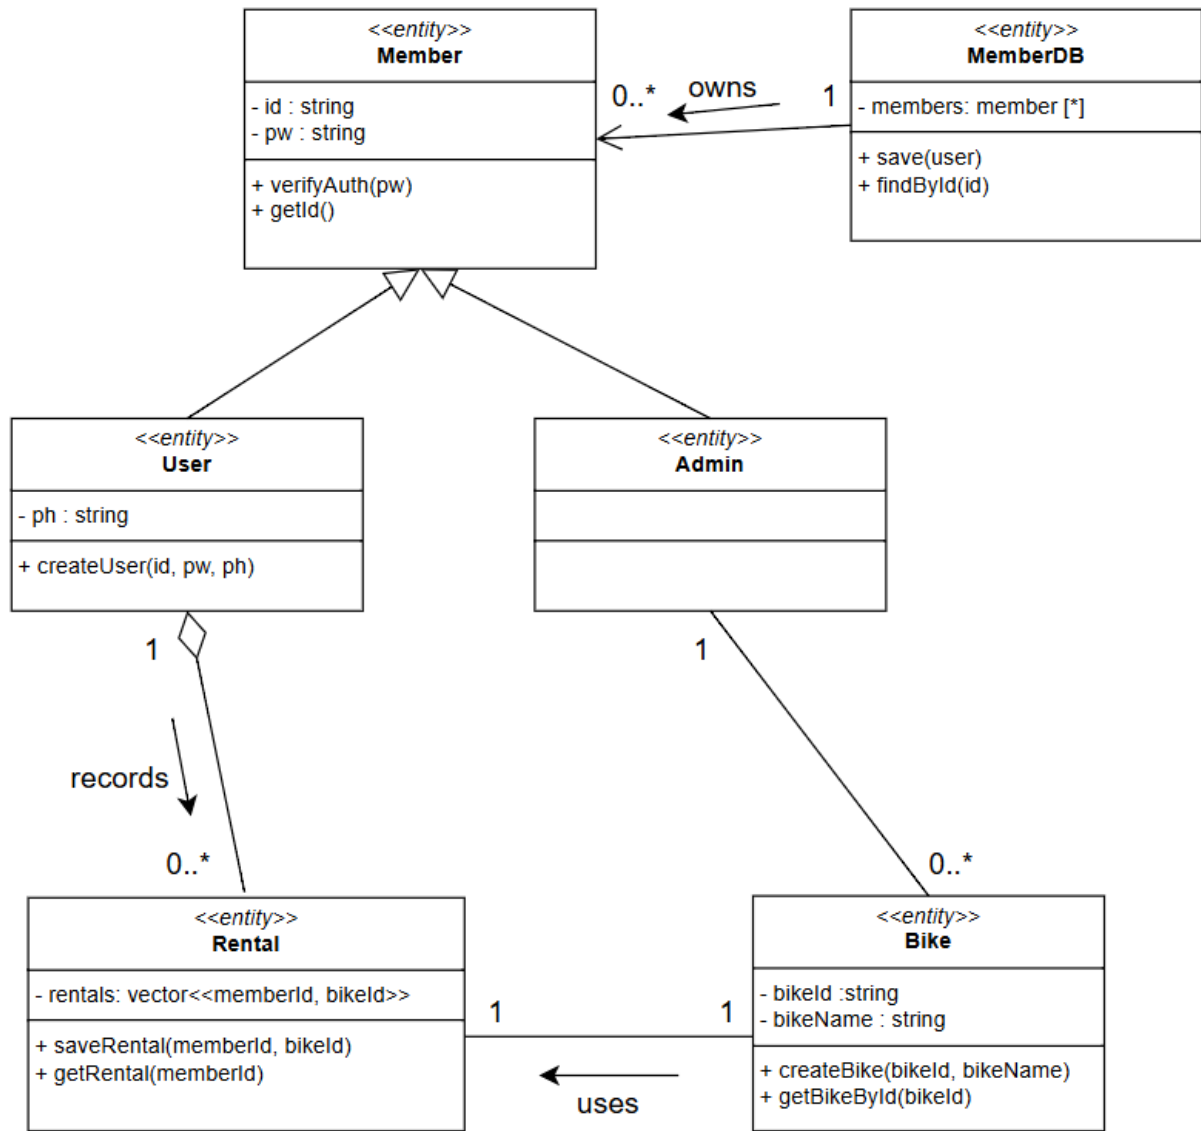 <<entity>>
Member
- id : string
- pw : string
+ verifyAuth(pw)
+ getId()
0..*
owns
1
<<entity>>
MemberDB
- members: member [*]
+ save(user)
+ findById(id)
<<entity>>
User
- ph : string
+ createUser(id, pw, ph)
<<entity>>
Admin
1
records
0..*
1
0..*
<<entity>>
Rental
- rentals: vector<<memberId, bikeId>>
+ saveRental(memberId, bikeId)
+ getRental(memberId)
1
1
uses
<<entity>>
Bike
- bikeId :string
- bikeName : string
+ createBike(bikeId, bikeName)
+ getBikeById(bikeId)